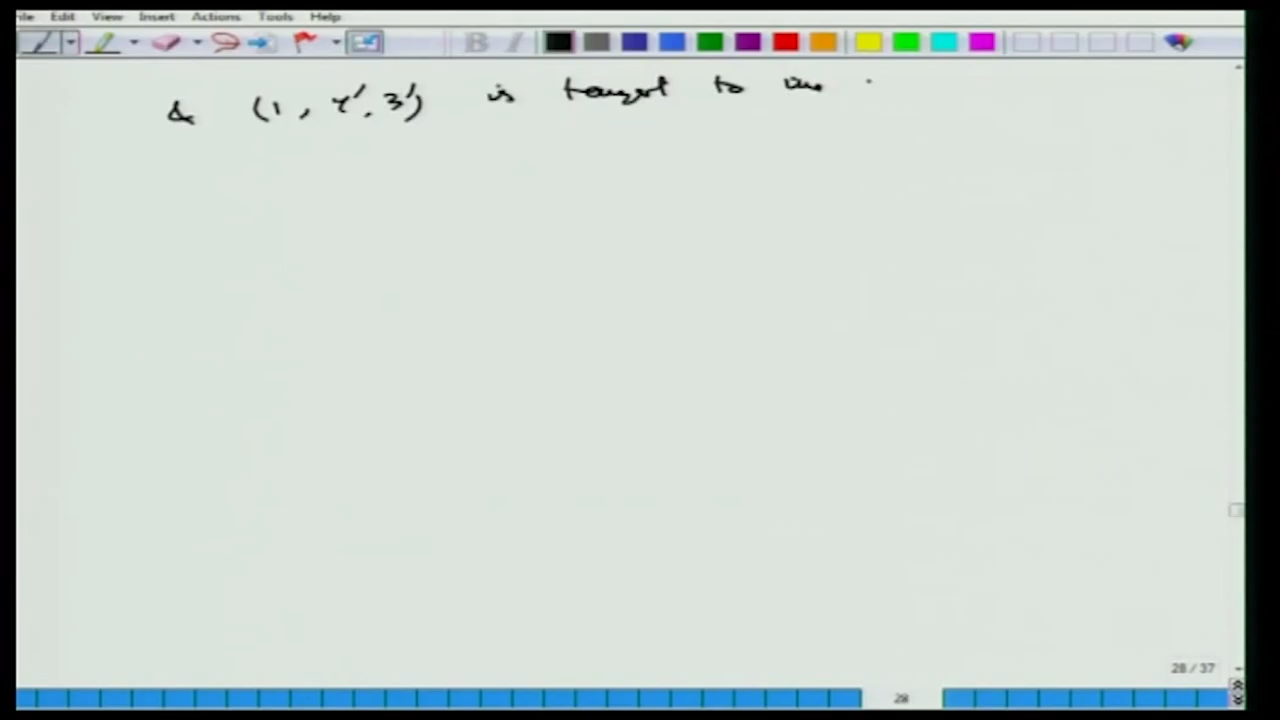 File Edit View Insert Actions Tools Help
B I
& (1, y', z') is tangent to the
28 / 37
28